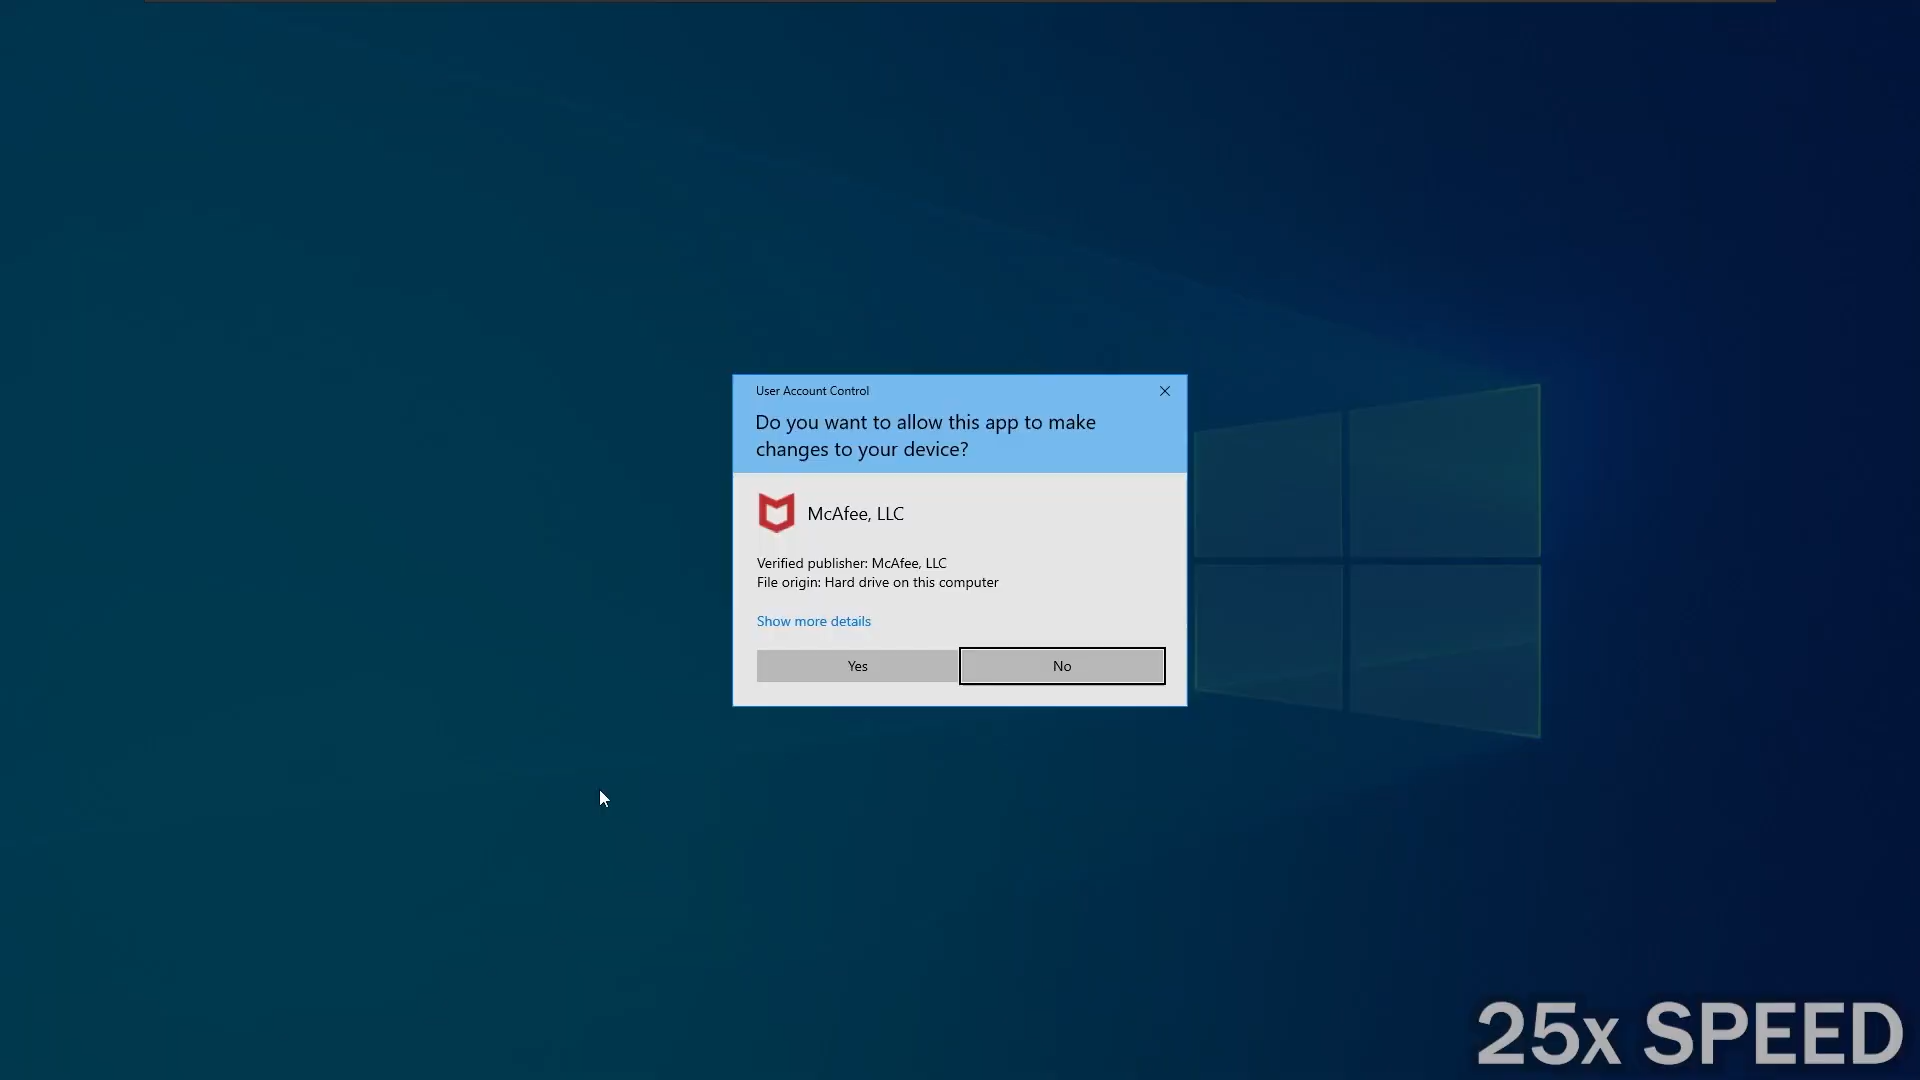 User Account Control
Do you want to allow this app to make
changes to your device?
McAfee, LLC
Verified publisher: McAfee, LLC
File origin: Hard drive on this computer
Show more details
Yes No
25x SPEED